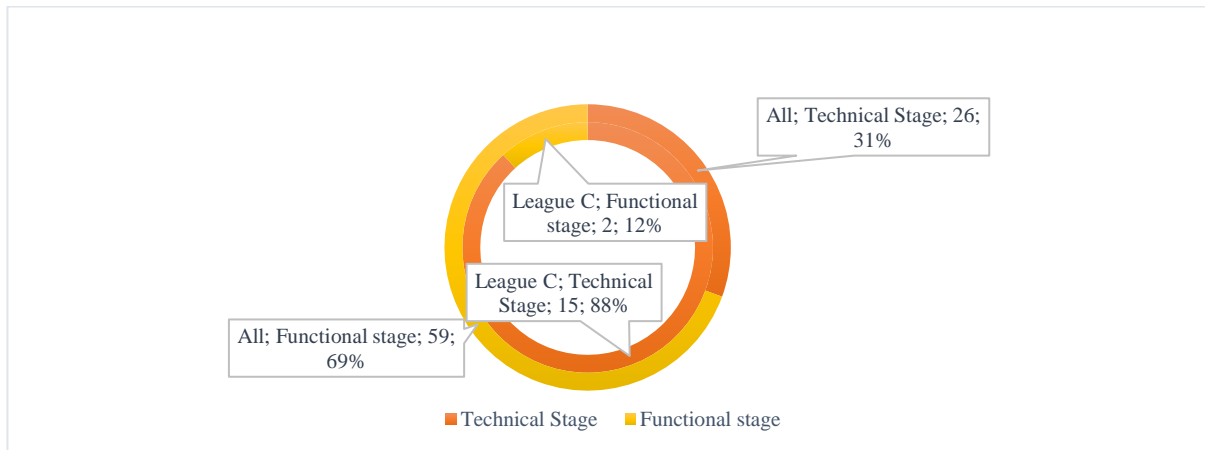 All; Technical Stage; 26;
31%
League C; Functional
stage; 2; 12%
League C; Technical
Stage; 15; 88%
All; Functional stage; 59;
69%
Technical Stage
Functional stage